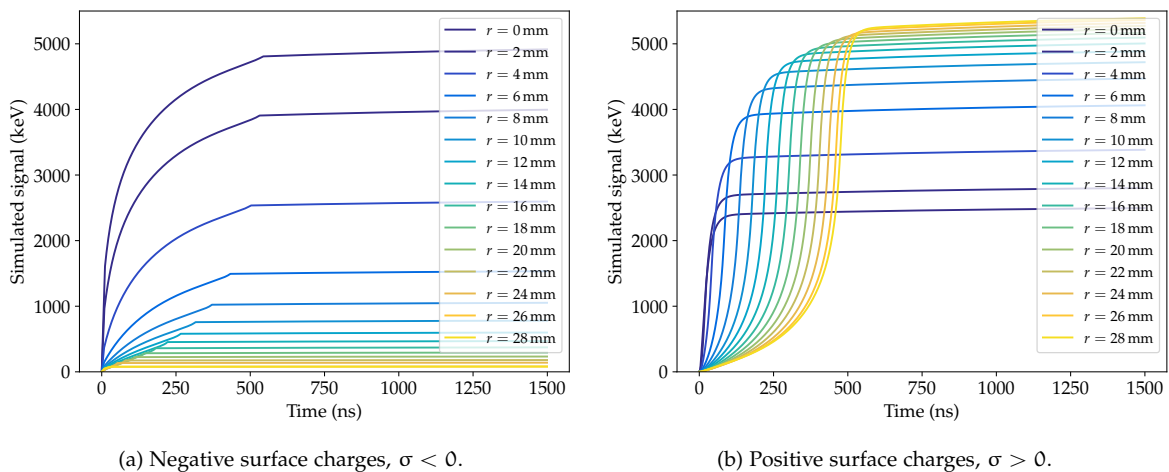 Simulated signal (keV)
5000
4000
3000
2000
1000
0
0 250 500 750 1000 1250 1500
Time (ns)
r = 0 mm
r = 2 mm
r = 4 mm
r = 6 mm
r = 8 mm
r = 10 mm
r = 12 mm
r = 14 mm
r = 16 mm
r = 18 mm
r = 20 mm
r = 22 mm
r = 24 mm
r = 26 mm
r = 28 mm
(a) Negative surface charges, σ < 0.
Simulated signal (keV)
5000
4000
3000
2000
1000
0
0 250 500 750 1000 1250 1500
Time (ns)
r = 0 mm
r = 2 mm
r = 4 mm
r = 6 mm
r = 8 mm
r = 10 mm
r = 12 mm
r = 14 mm
r = 16 mm
r = 18 mm
r = 20 mm
r = 22 mm
r = 24 mm
r = 26 mm
r = 28 mm
(b) Positive surface charges, σ > 0.